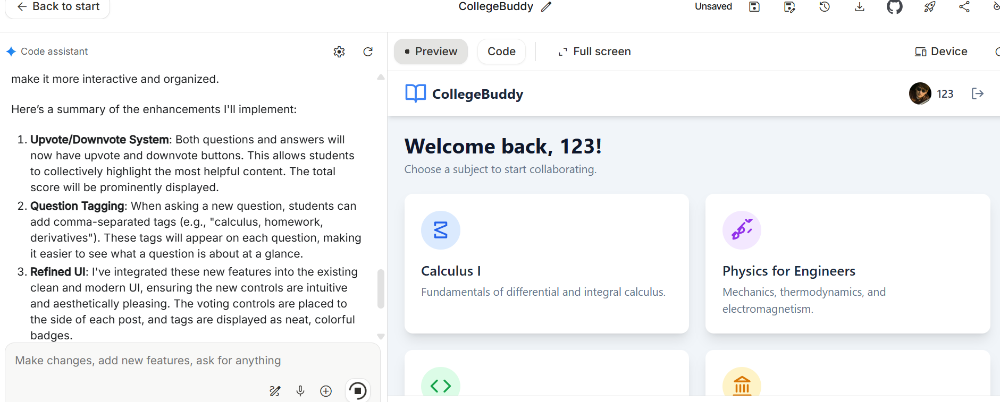 Back to start
CollegeBuddy
Unsaved
Code assistant
Preview
Code
Full screen
Device
make it more interactive and organized.
Here’s a summary of the enhancements I'll implement:
1. Upvote/Downvote System: Both questions and answers will
now have upvote and downvote buttons. This allows students
to collectively highlight the most helpful content. The total
score will be prominently displayed.
2. Question Tagging: When asking a new question, students can
add comma-separated tags (e.g., "calculus, homework,
derivatives"). These tags will appear on each question, making
it easier to see what a question is about at a glance.
3. Refined UI: I've integrated these new features into the existing
clean and modern UI, ensuring the new controls are intuitive
and aesthetically pleasing. The voting controls are placed to
the side of each post, and tags are displayed as neat, colorful
badges.
Make changes, add new features, ask for anything
CollegeBuddy
123
Welcome back, 123!
Choose a subject to start collaborating.
Calculus I
Fundamentals of differential and integral calculus.
Physics for Engineers
Mechanics, thermodynamics, and
electromagnetism.